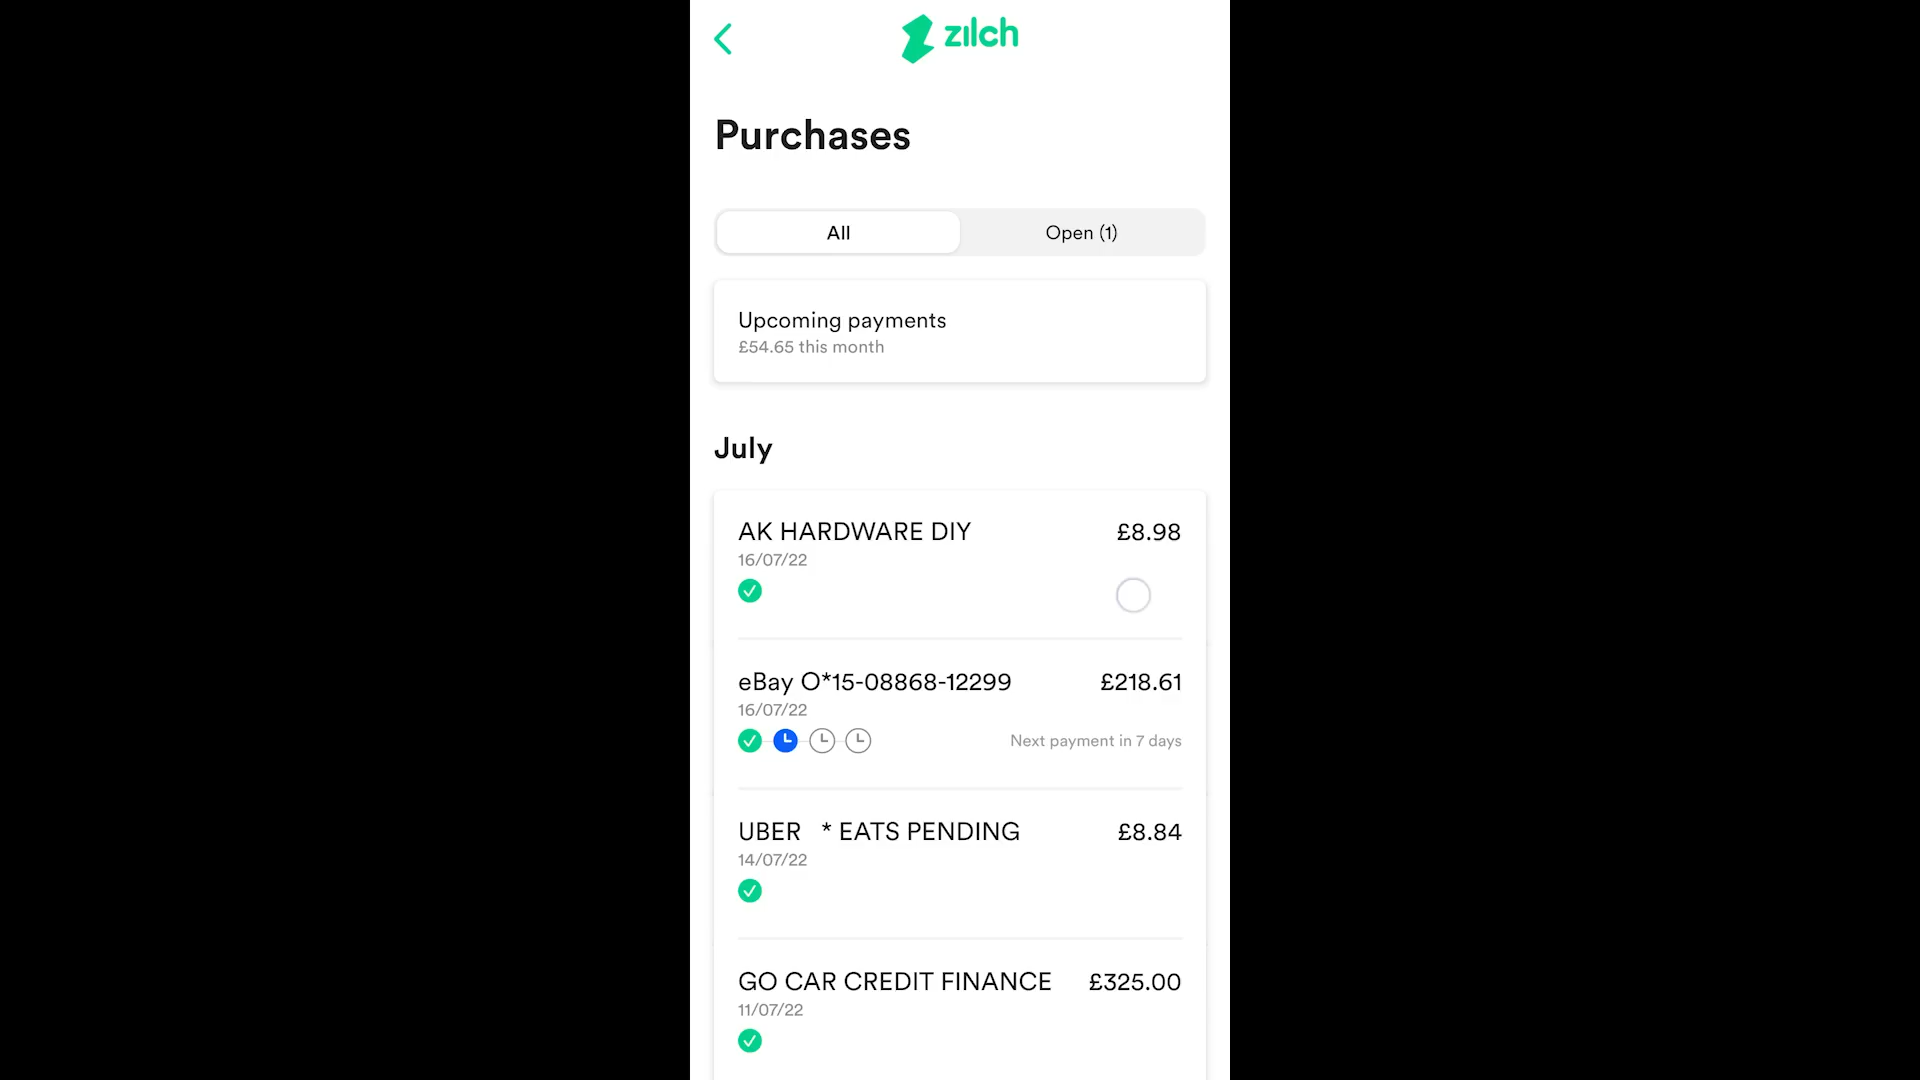 zilch
Purchases
All
Open (1)
Upcoming payments
£54.65 this month
July
AK HARDWARE DIY £8.98
16/07/22
eBay O*15-08868-12299 £218.61
16/07/22
Next payment in 7 days
UBER   * EATS PENDING £8.84
14/07/22
GO CAR CREDIT FINANCE £325.00
11/07/22